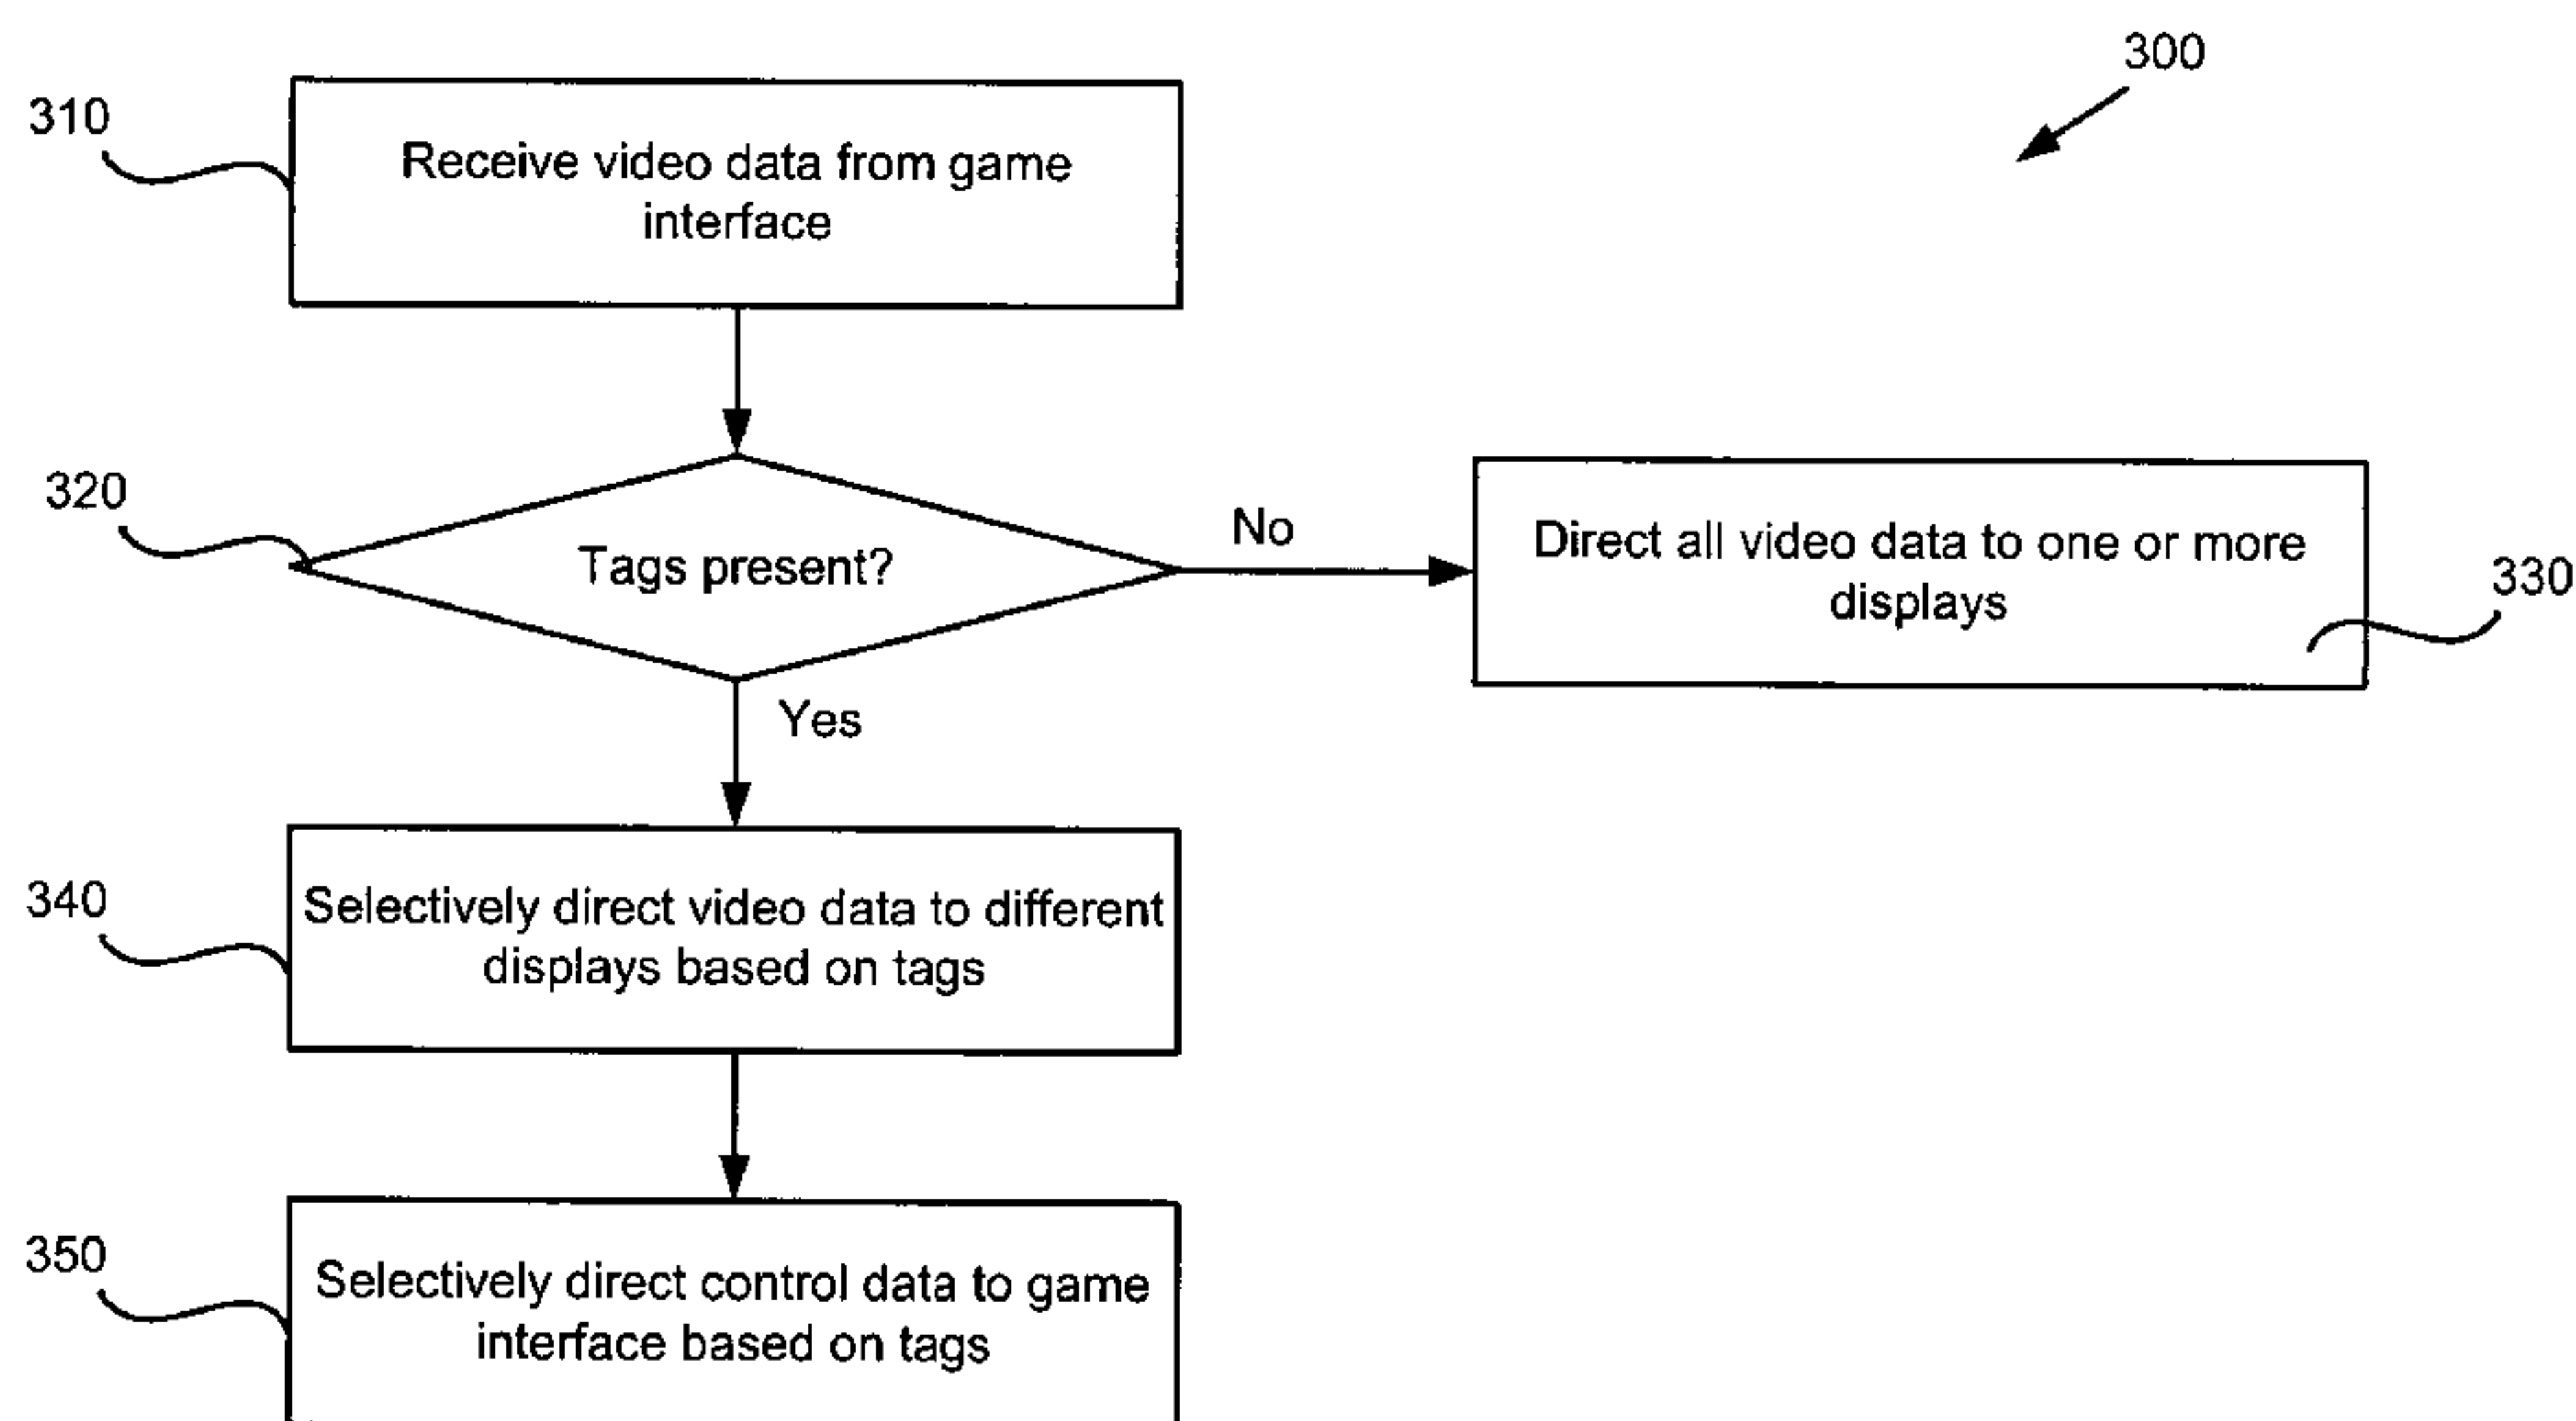 300
310
Receive video data from game
interface
320
Tags present?
No
Direct all video data to one or more
displays
330
Yes
340
Selectively direct video data to different
displays based on tags
350
Selectively direct control data to game
interface based on tags